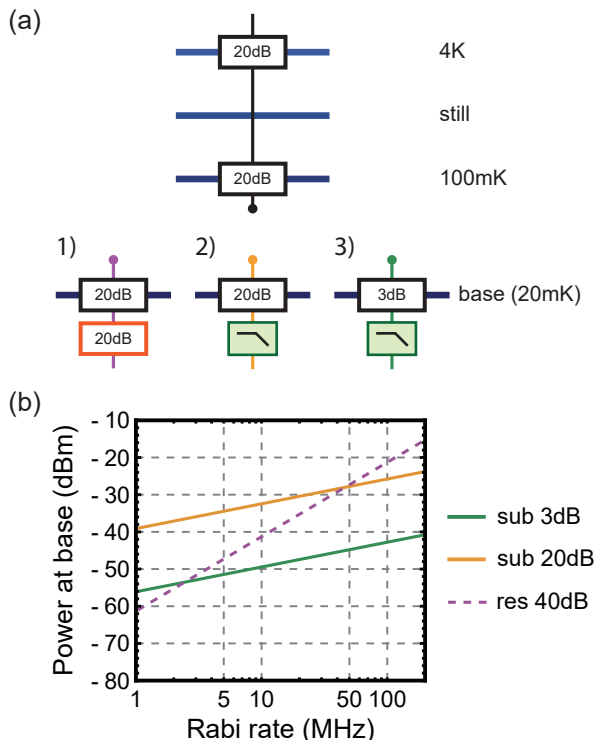 (a)
20dB
4K
still
20dB
100mK
1)
2)
3)
20dB
20dB
3dB
base (20mK)
20dB
(b)
- 10
- 20
- 30
- 40
- 50
- 60
- 70
- 80
Power at base (dBm)
1
5
10
50
100
Rabi rate (MHz)
sub 3dB
sub 20dB
res 40dB